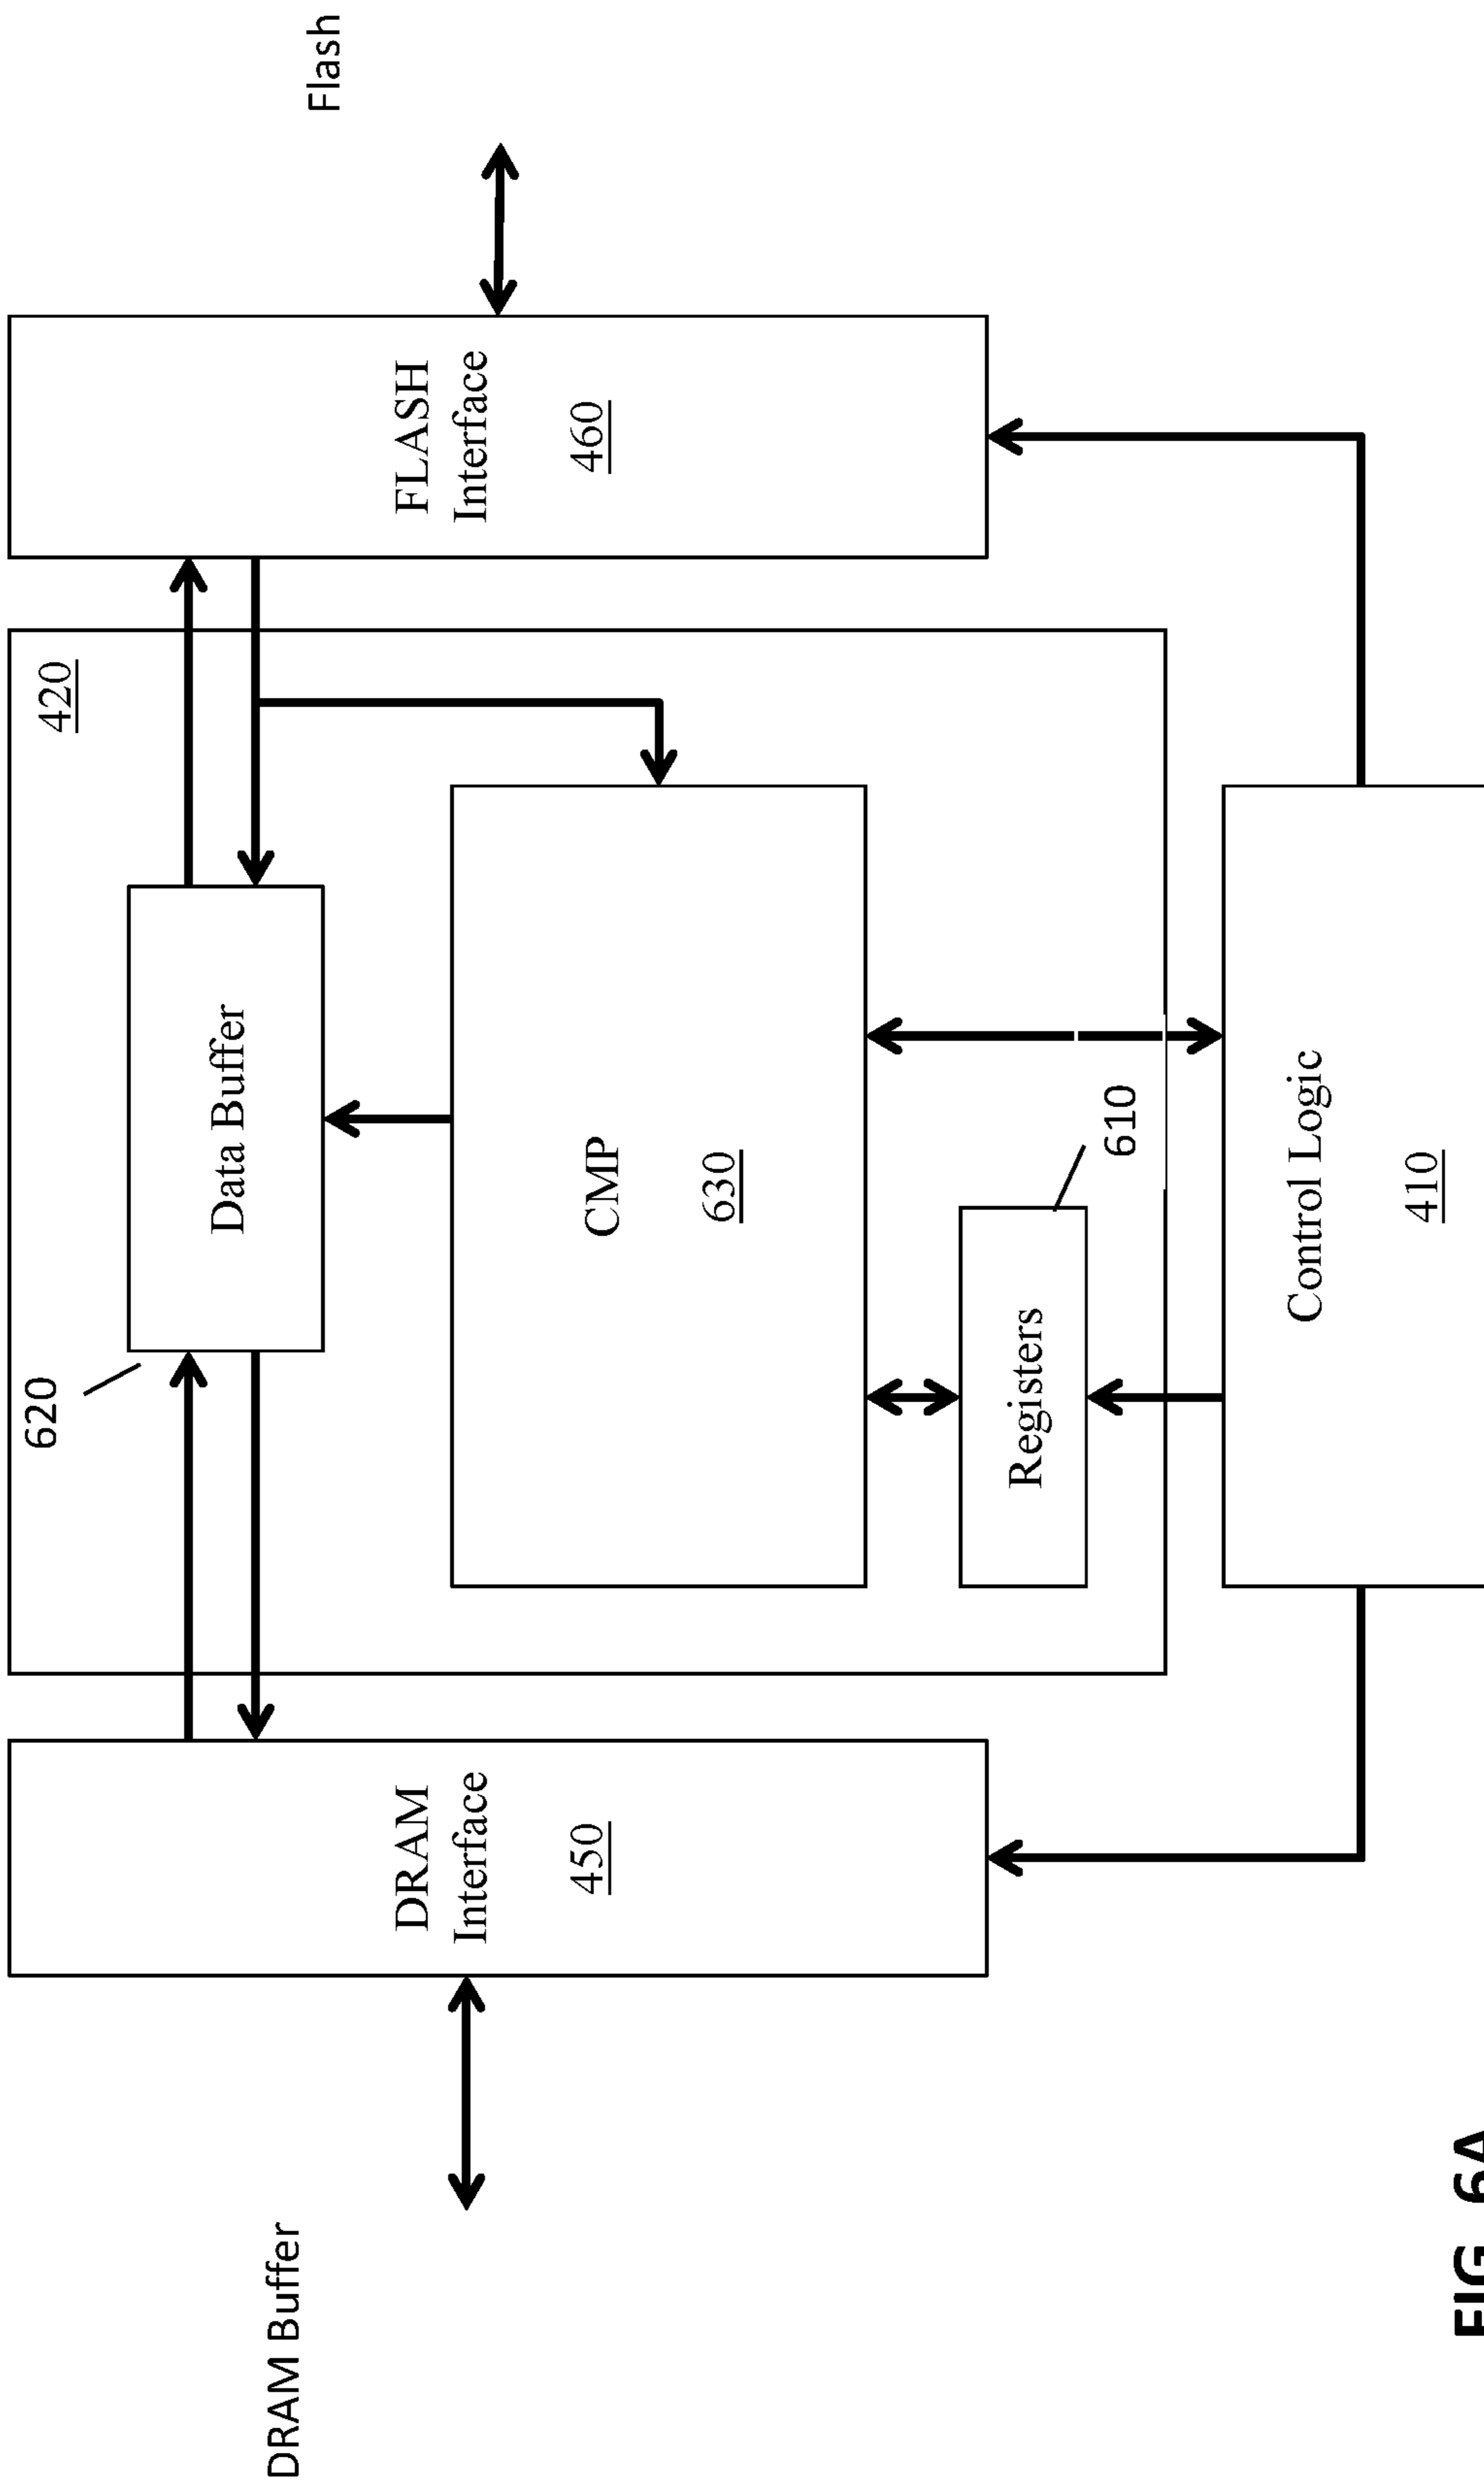 620
420
DRAM Buffer
DRAM
Interface
450
Data Buffer
CMP
630
Registers
610
Control Logic
410
FLASH
Interface
460
Flash
FIG. 6A